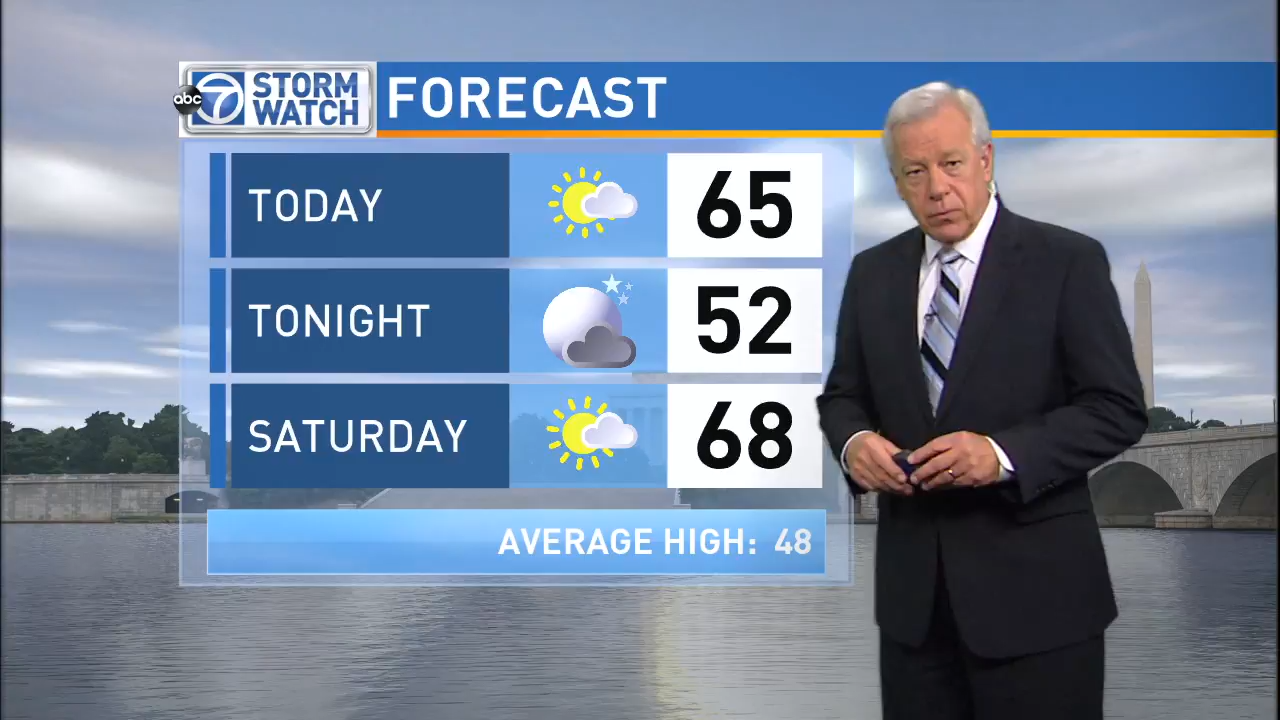 abc 7 STORM
WATCH
FORECAST
TODAY 65
TONIGHT 52
SATURDAY 68
AVERAGE HIGH: 48